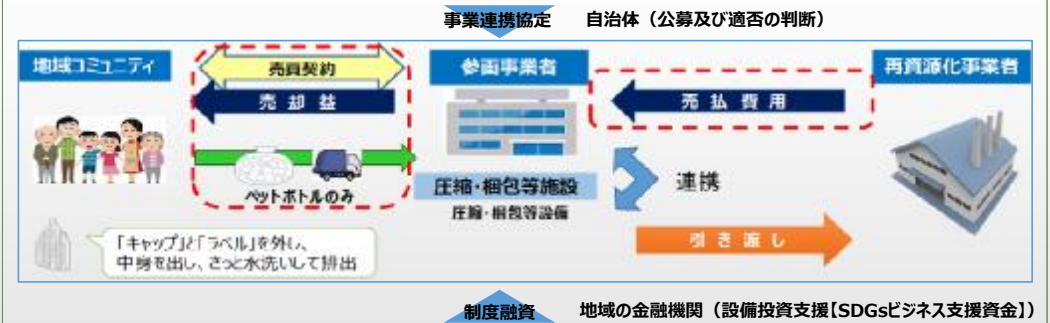 事業連携協定 自治体（公募及び適否の判断）
地域コミュニティ
売買契約
参画事業者
再資源化事業者
売却益
売払費用
ペットボトルのみ
圧縮・梱包等施設
圧縮・梱包等設備
連携
「キャップ」と「ラベル」を外し、
中身を出し、さっと水洗いして排出
引き渡し
制度融資 地域の金融機関（設備投資支援【SDGsビジネス支援資金】）